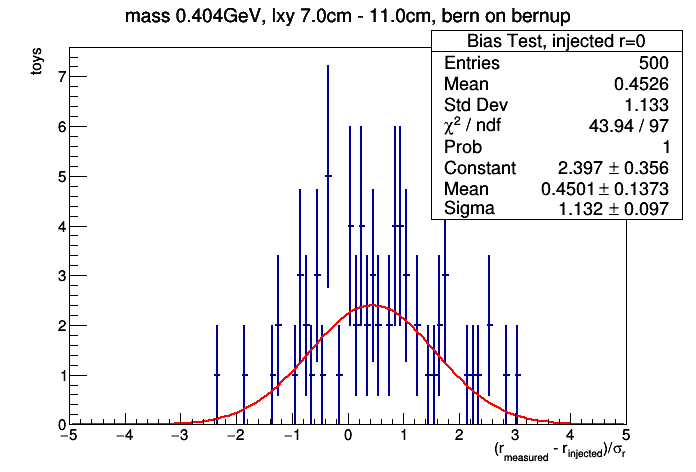 mass 0.404GeV, lxy 7.0cm - 11.0cm, bern on bernup
Bias Test, injected r=0
Entries 500
Mean 0.4526
Std Dev 1.133
χ² / ndf 43.94 / 97
Prob 1
Constant 2.397 ± 0.356
Mean 0.4501 ± 0.1373
Sigma 1.132 ± 0.097
toys
7
6
5
4
3
2
1
0
−5 −4 −3 −2 −1 0 1 2 3 4 5
(r_measured - r_injected)/σ_r